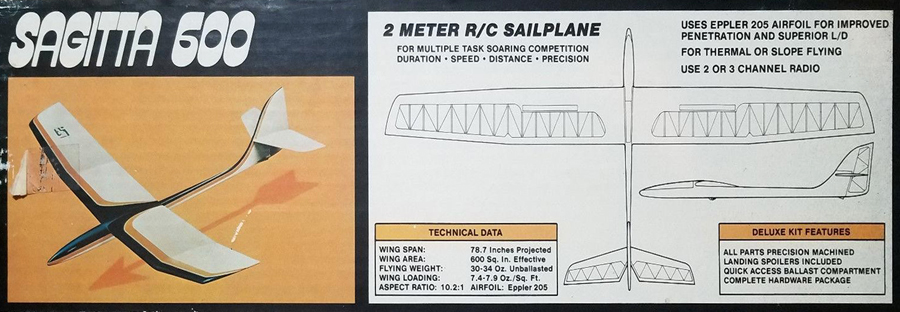 SAGITTA 600
2 METER R/C SAILPLANE
FOR MULTIPLE TASK SOARING COMPETITION
DURATION • SPEED • DISTANCE • PRECISION
USES EPPLER 205 AIRFOIL FOR IMPROVED
PENETRATION AND SUPERIOR L/D
FOR THERMAL OR SLOPE FLYING
USE 2 OR 3 CHANNEL RADIO
TECHNICAL DATA
WING SPAN: 78.7 Inches Projected
WING AREA: 600 Sq. In. Effective
FLYING WEIGHT: 30-34 Oz. Unballasted
WING LOADING: 7.4-7.9 Oz./Sq. Ft.
ASPECT RATIO: 10.2:1 AIRFOIL: Eppler 205
DELUXE KIT FEATURES
ALL PARTS PRECISION MACHINED
LANDING SPOILERS INCLUDED
QUICK ACCESS BALLAST COMPARTMENT
COMPLETE HARDWARE PACKAGE